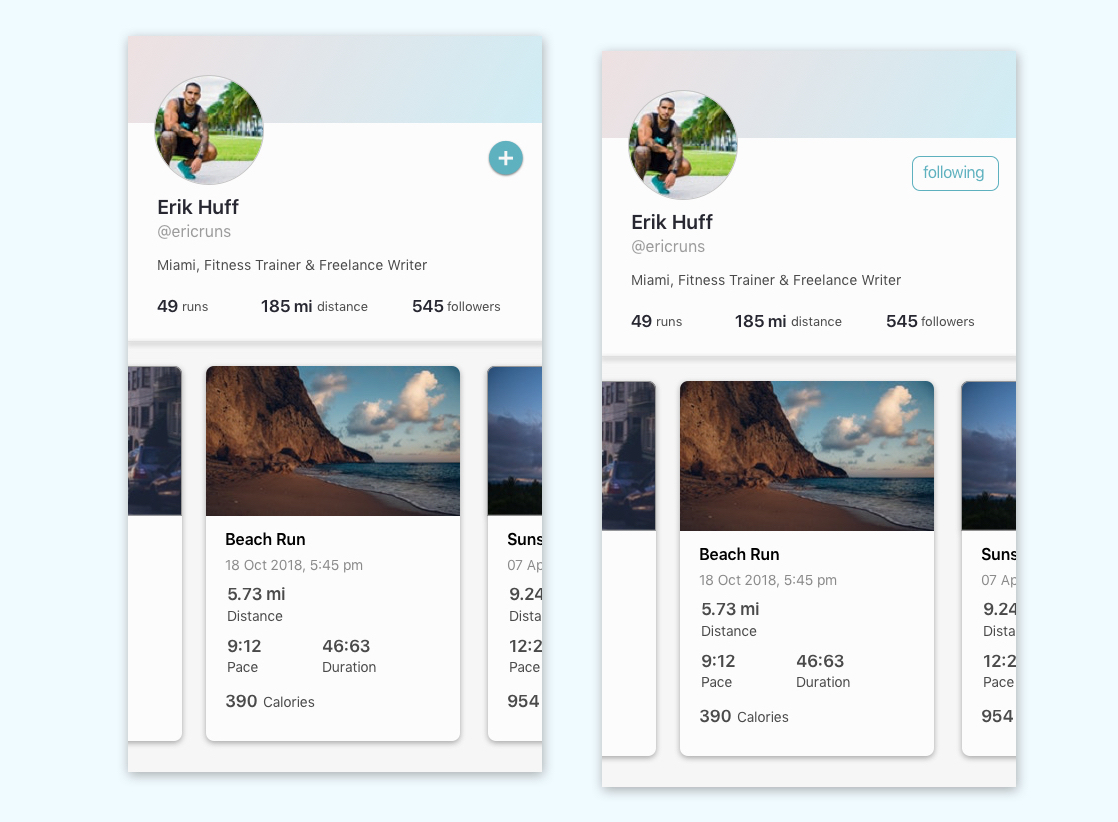 Erik Huff
@ericruns
Miami, Fitness Trainer & Freelance Writer
49 runs 185 mi distance 545 followers
Beach Run
18 Oct 2018, 5:45 pm
5.73 mi
Distance
9:12 46:63
Pace Duration
390 Calories
Suns
07 Ap
9.24
Dista
12:2
Pace
954
following
Erik Huff
@ericruns
Miami, Fitness Trainer & Freelance Writer
49 runs 185 mi distance 545 followers
Beach Run
18 Oct 2018, 5:45 pm
5.73 mi
Distance
9:12 46:63
Pace Duration
390 Calories
Suns
07 Ap
9.24
Dista
12:2
Pace
954